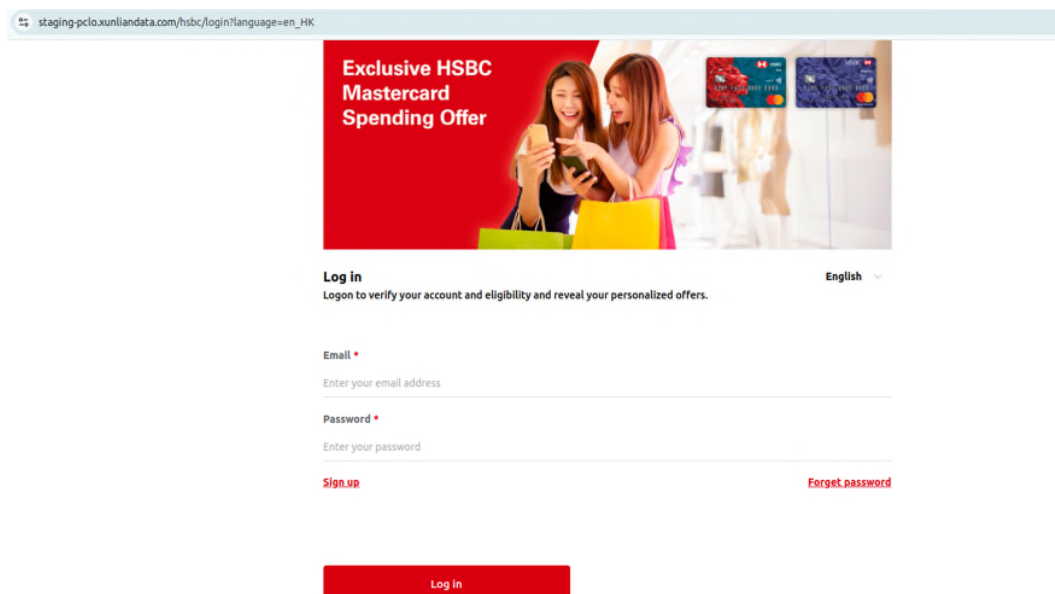 staging-pclo.xunliandata.com/hsbc/login?language=en_HK
Exclusive HSBC
Mastercard
Spending Offer
HSBC
Log in
English
Logon to verify your account and eligibility and reveal your personalized offers.
Email *
Enter your email address
Password *
Enter your password
Sign up
Forget password
Log in